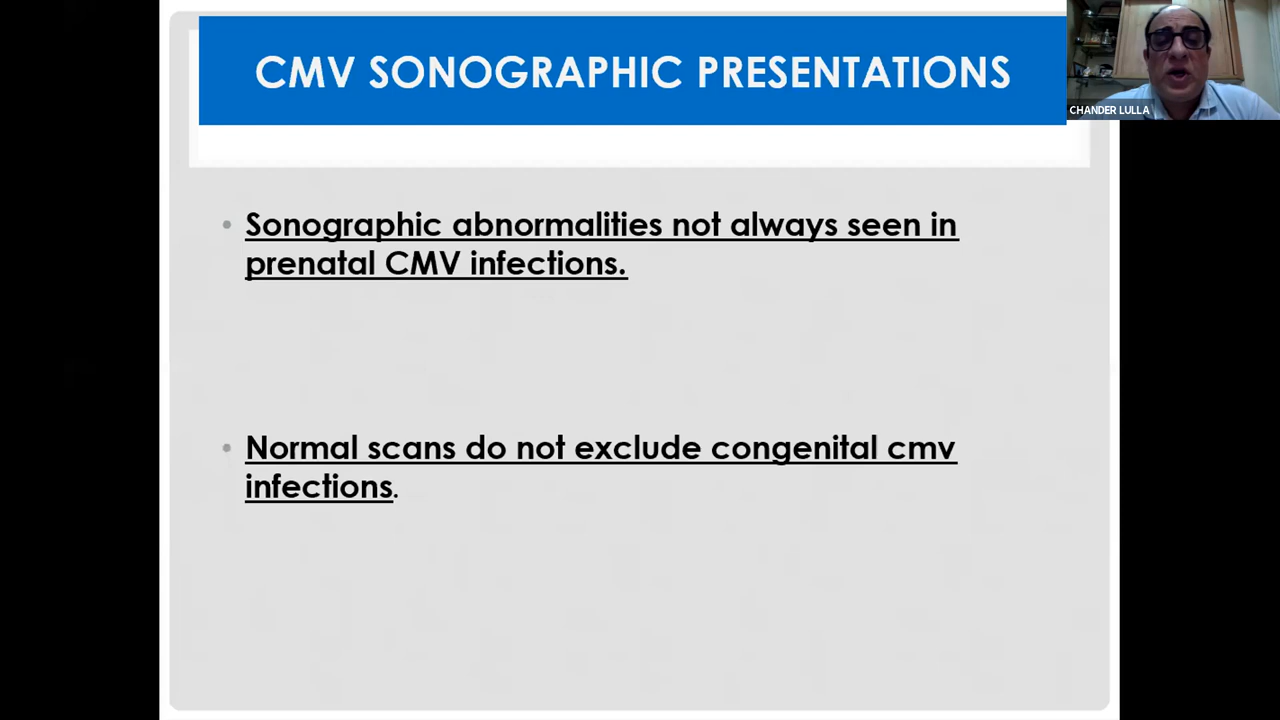 CMV SONOGRAPHIC PRESENTATIONS
CHANDER LULLA
• Sonographic abnormalities not always seen in
prenatal CMV infections.
• Normal scans do not exclude congenital cmv
infections.